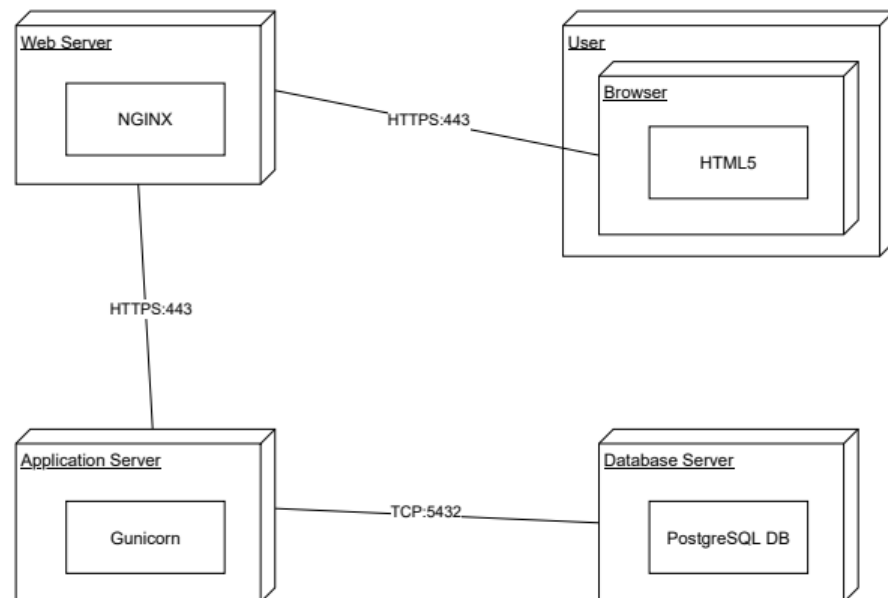 Web Server
NGINX
User
Browser
HTML5
HTTPS:443
HTTPS:443
Application Server
Gunicorn
TCP:5432
Database Server
PostgreSQL DB